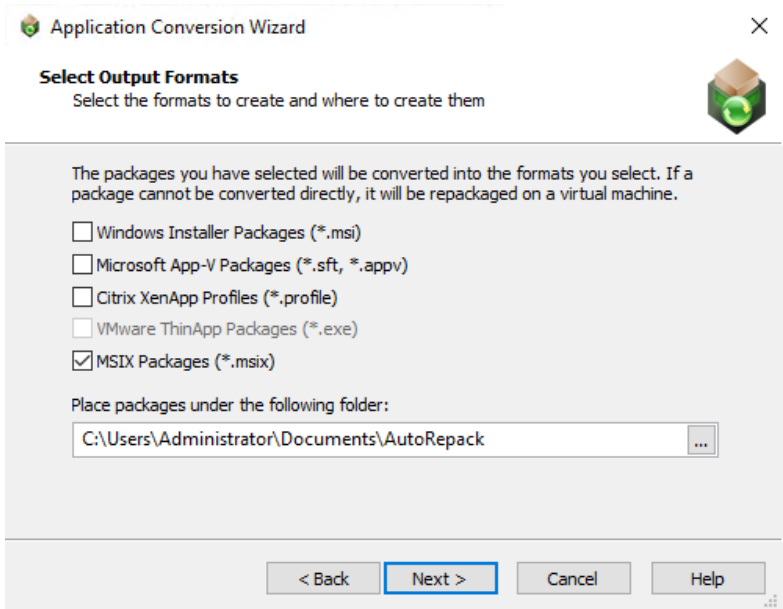 Application Conversion Wizard
Select Output Formats
Select the formats to create and where to create them
The packages you have selected will be converted into the formats you select. If a
package cannot be converted directly, it will be repackaged on a virtual machine.
Windows Installer Packages (*.msi)
Microsoft App-V Packages (*.sft, *.appv)
Citrix XenApp Profiles (*.profile)
VMware ThinApp Packages (*.exe)
MSIX Packages (*.msix)
Place packages under the following folder:
C:\Users\Administrator\Documents\AutoRepack
...
< Back Next > Cancel Help